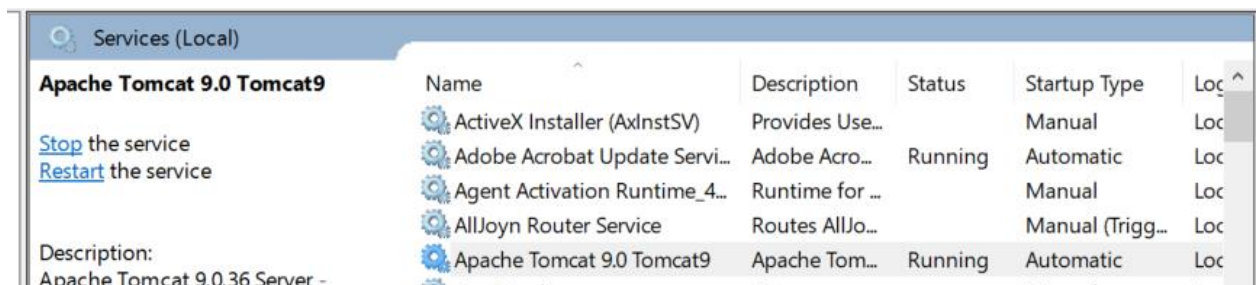 Services (Local)
Apache Tomcat 9.0 Tomcat9
Stop the service
Restart the service
Description:
Apache Tomcat 9.0.36 Server -
Name Description Status Startup Type Log
ActiveX Installer (AxInstSV) Provides Use... Manual Loc
Adobe Acrobat Update Servi... Adobe Acro... Running Automatic Loc
Agent Activation Runtime_4... Runtime for ... Manual Loc
AllJoyn Router Service Routes AllJo... Manual (Trigg... Loc
Apache Tomcat 9.0 Tomcat9 Apache Tom... Running Automatic Loc